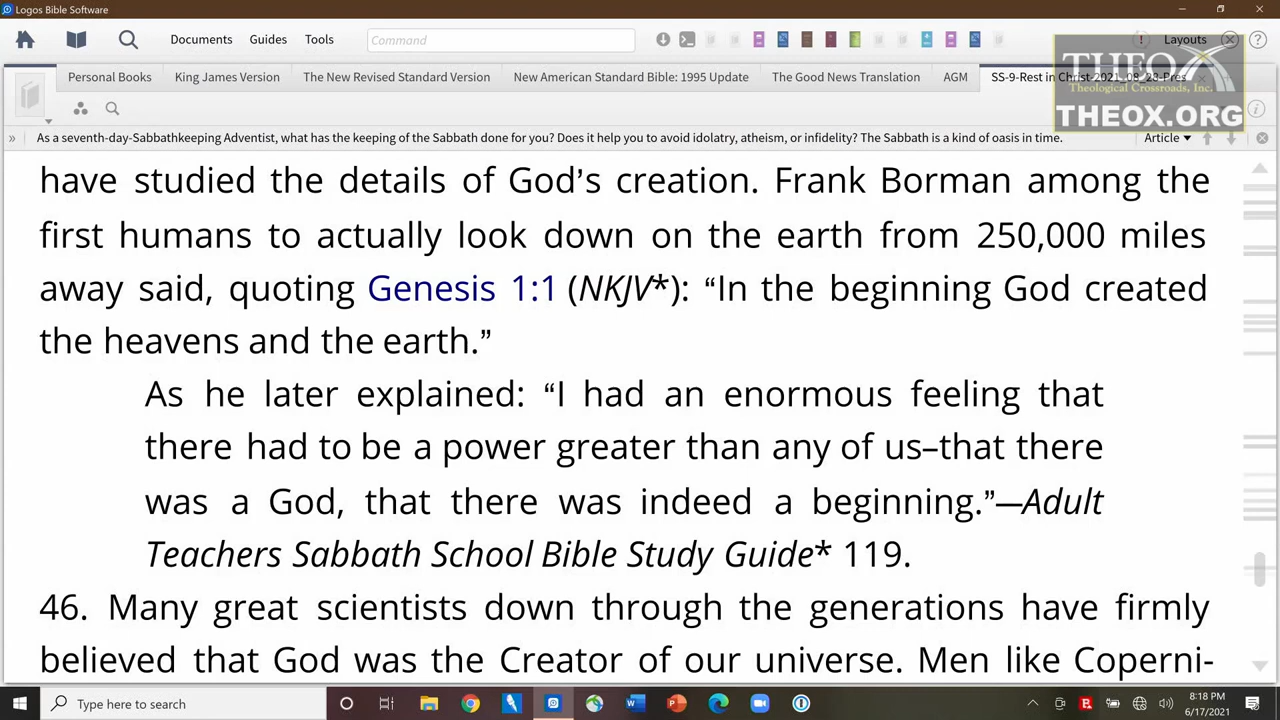 Logos Bible Software
Documents Guides Tools Command Layouts
Personal Books King James Version The New Revised Standard Version New American Standard Bible: 1995 Update The Good News Translation AGM SS-9-Rest in Christ-2021_08_28-Pres
THEOX
Theological Crossroads, Inc.
THEOX.ORG
» As a seventh-day-Sabbathkeeping Adventist, what has the keeping of the Sabbath done for you? Does it help you to avoid idolatry, atheism, or infidelity? The Sabbath is a kind of oasis in time. Article
have studied the details of God’s creation. Frank Borman among the
first humans to actually look down on the earth from 250,000 miles
away said, quoting Genesis 1:1 (NKJV*): “In the beginning God created
the heavens and the earth.”
As he later explained: “I had an enormous feeling that
there had to be a power greater than any of us–that there
was a God, that there was indeed a beginning.”—Adult
Teachers Sabbath School Bible Study Guide* 119.
46. Many great scientists down through the generations have firmly
believed that God was the Creator of our universe. Men like Coperni-
Type here to search
8:18 PM
6/17/2021